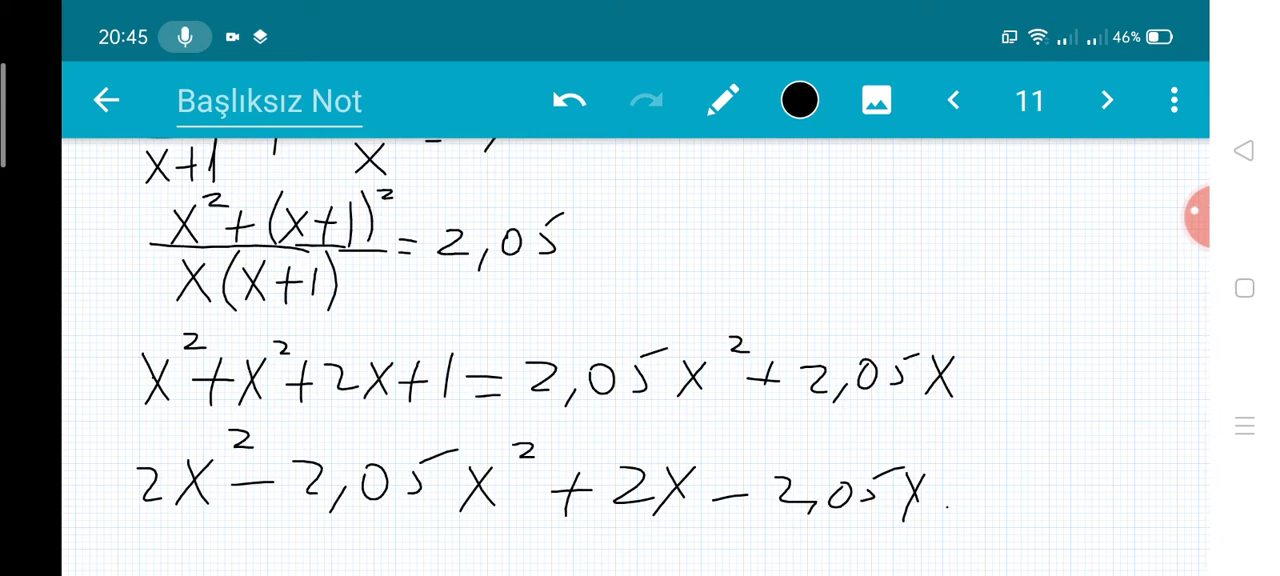 20:45 46%
Başlıksız Not 11
x+1 x
x² + (x+1)²
= 2,05
x(x+1)
x² + x² + 2x + 1 = 2,05x² + 2,05x
2x² - 2,05x² + 2x - 2,05x